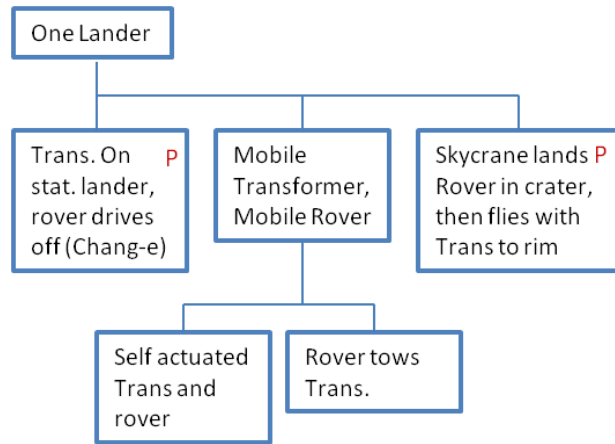 One Lander
Trans. On P
stat. lander,
rover drives
off (Chang-e)
Mobile
Transformer,
Mobile Rover
Skycrane lands P
Rover in crater,
then flies with
Trans to rim
Self actuated
Trans and
rover
Rover tows
Trans.